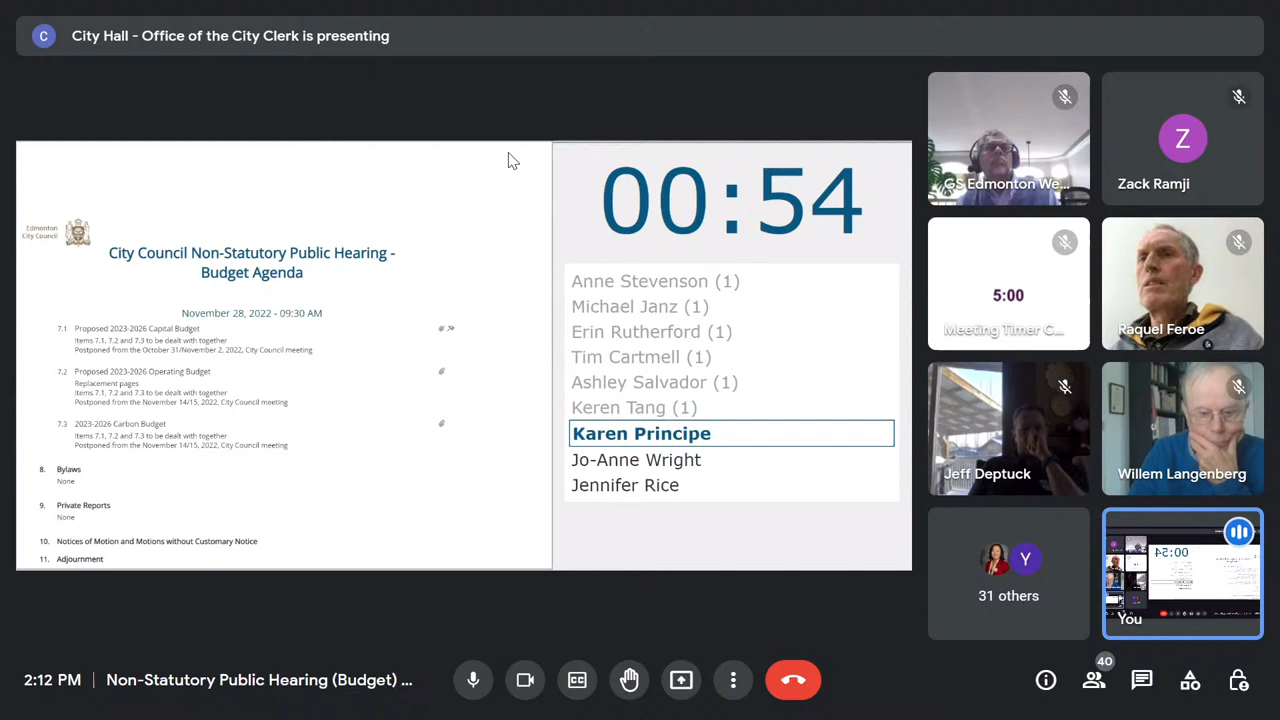 C
City Hall - Office of the City Clerk is presenting
Edmonton
City Council
City Council Non-Statutory Public Hearing -
Budget Agenda
November 28, 2022 - 09:30 AM
7.1 Proposed 2023-2026 Capital Budget
Items 7.1, 7.2 and 7.3 to be dealt with together
Postponed from the October 31/November 2, 2022, City Council meeting
7.2 Proposed 2023-2026 Operating Budget
Replacement pages
Items 7.1, 7.2 and 7.3 to be dealt with together
Postponed from the November 14/15, 2022, City Council meeting
7.3 2023-2026 Carbon Budget
Items 7.1, 7.2 and 7.3 to be dealt with together
Postponed from the November 14/15, 2022, City Council meeting
8. Bylaws
None
9. Private Reports
None
10. Notices of Motion and Motions without Customary Notice
11. Adjournment
00:54
Anne Stevenson (1)
Michael Janz (1)
Erin Rutherford (1)
Tim Cartmell (1)
Ashley Salvador (1)
Keren Tang (1)
Karen Principe
Jo-Anne Wright
Jennifer Rice
GS Edmonton We...
Z
Zack Ramji
5:00
Meeting Timer C...
Raquel Feroe
Jeff Deptuck
Willem Langenberg
Y
31 others
00:54
You
2:12 PM | Non-Statutory Public Hearing (Budget) ...
CC
40